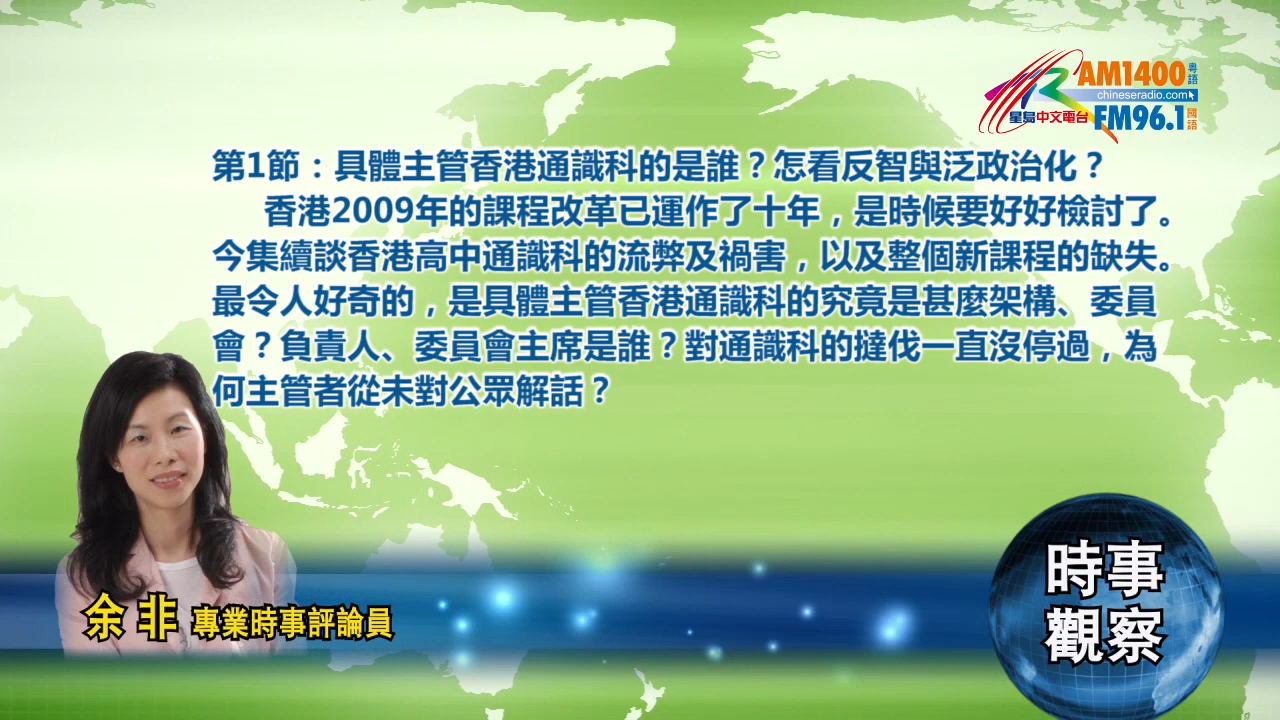 AM1400 粵語
chineseradio.com
星島中文電台
FM96.1 國語
第1節：具體主管香港通識科的是誰？怎看反智與泛政治化？
香港2009年的課程改革已運作了十年，是時候要好好檢討了。
今集續談香港高中通識科的流弊及禍害，以及整個新課程的缺失。
最令人好奇的，是具體主管香港通識科的究竟是甚麼架構、委員
會？負責人、委員會主席是誰？對通識科的撻伐一直沒停過，為
何主管者從未對公眾解話？
余非 專業時事評論員
時事
觀察